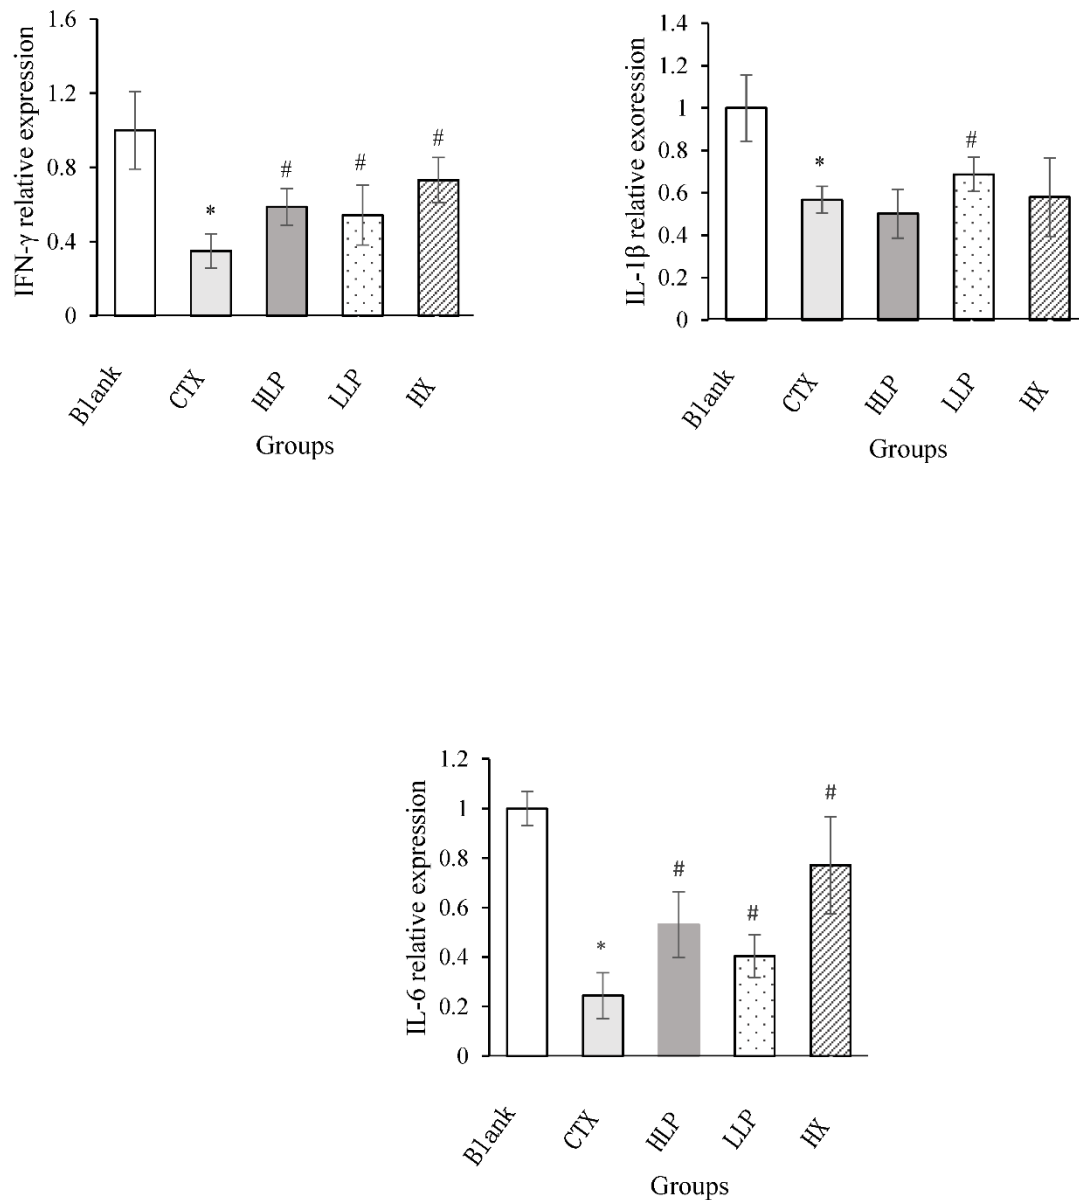 IFN-γ relative expression
1.6
1.2
0.8
0.4
0
*
#
#
#
Blank
CTX
HLP
LLP
HX
Groups
IL-1β relative exoression
1.4
1.2
1
0.8
0.6
0.4
0.2
0
*
#
Blank
CTX
HLP
LLP
HX
Groups
IL-6 relative expression
1.2
1
0.8
0.6
0.4
0.2
0
*
#
#
#
Blank
CTX
HLP
LLP
HX
Groups